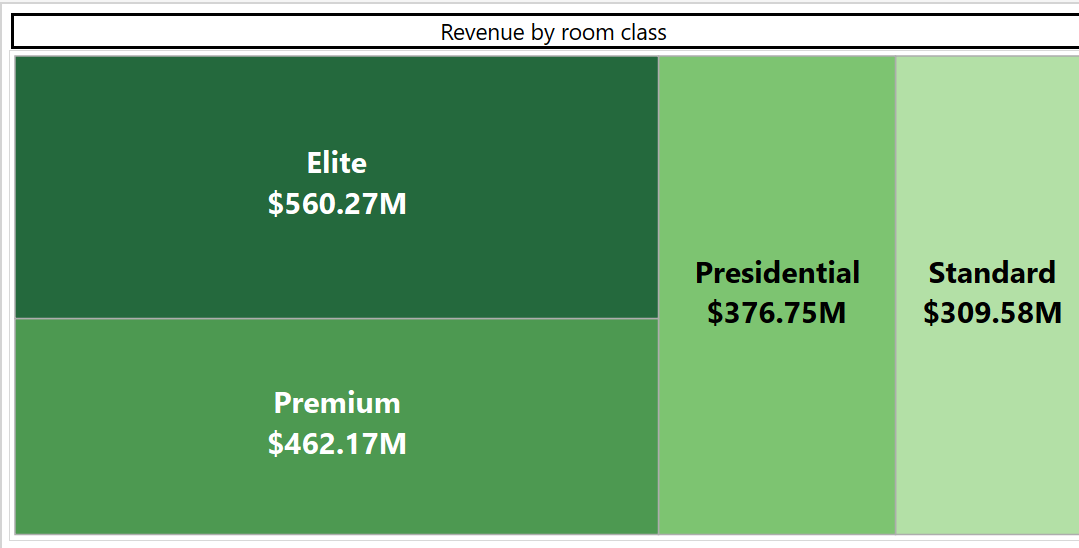 Revenue by room class
Elite
$560.27M
Premium
$462.17M
Presidential
$376.75M
Standard
$309.58M